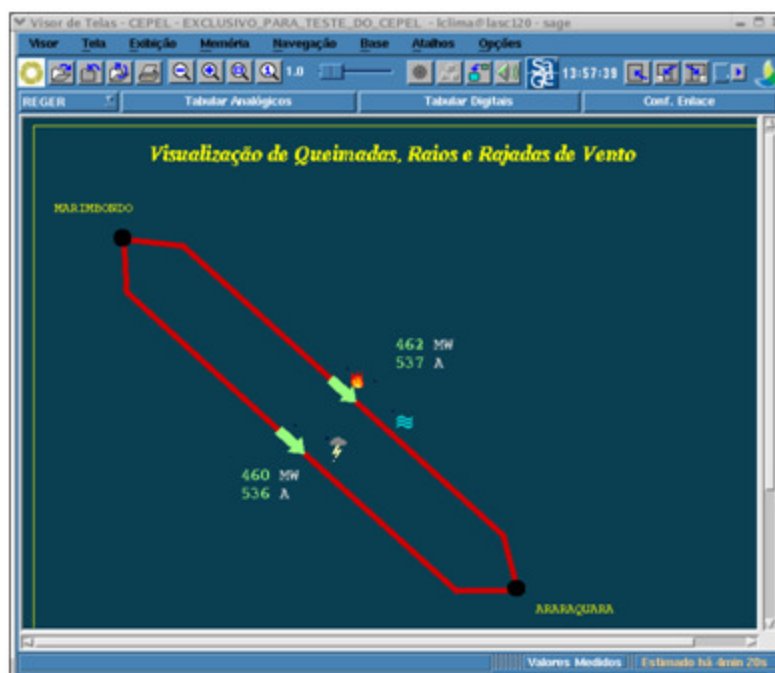 Visor de Telas - CEPEL - EXCLUSIVO_PARA_TESTE_DO_CEPEL - lclima@lasc120 - sage
Visor Tela Exibição Memória Navegação Base Atalhos Opções
1.0 13:57:39
REGER Tabular Analógicos Tabular Digitais Conf. Enlace
Visualização de Queimadas, Raios e Rajadas de Vento
MARIMBONDO
462 MW
537 A
460 MW
536 A
ARARAQUARA
Valores Medidos Estimado há 4min 20s